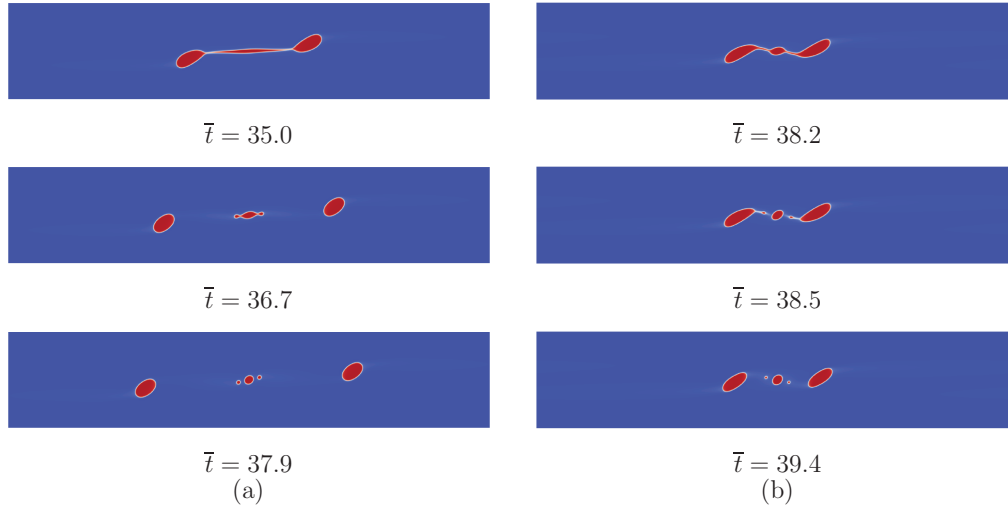 t̅ = 35.0
t̅ = 38.2
t̅ = 36.7
t̅ = 38.5
t̅ = 37.9
t̅ = 39.4
(a)
(b)